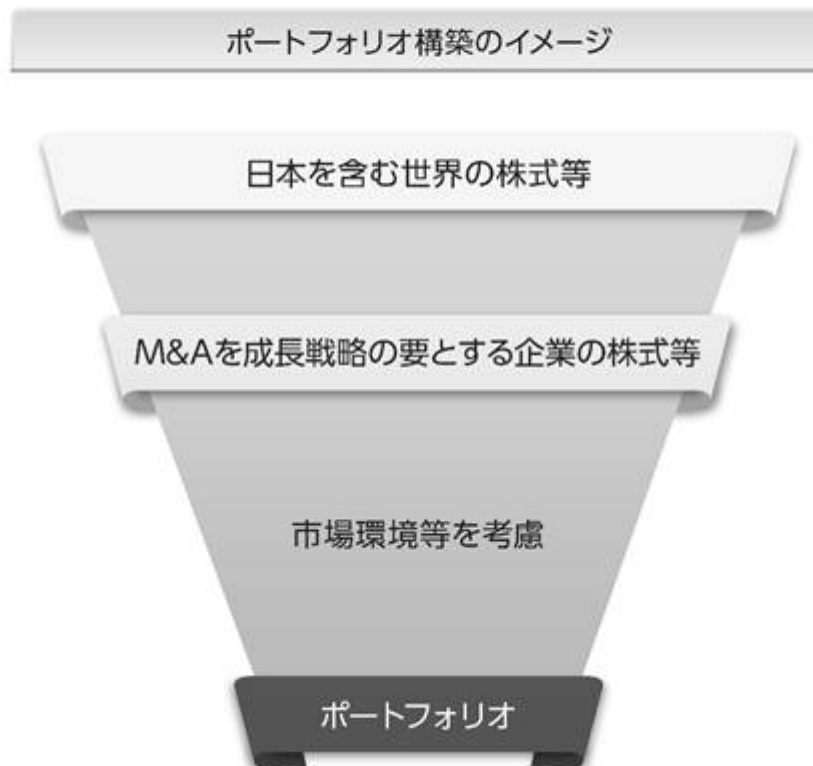 ポートフォリオ構築のイメージ
日本を含む世界の株式等
M&Aを成長戦略の要とする企業の株式等
市場環境等を考慮
ポートフォリオ